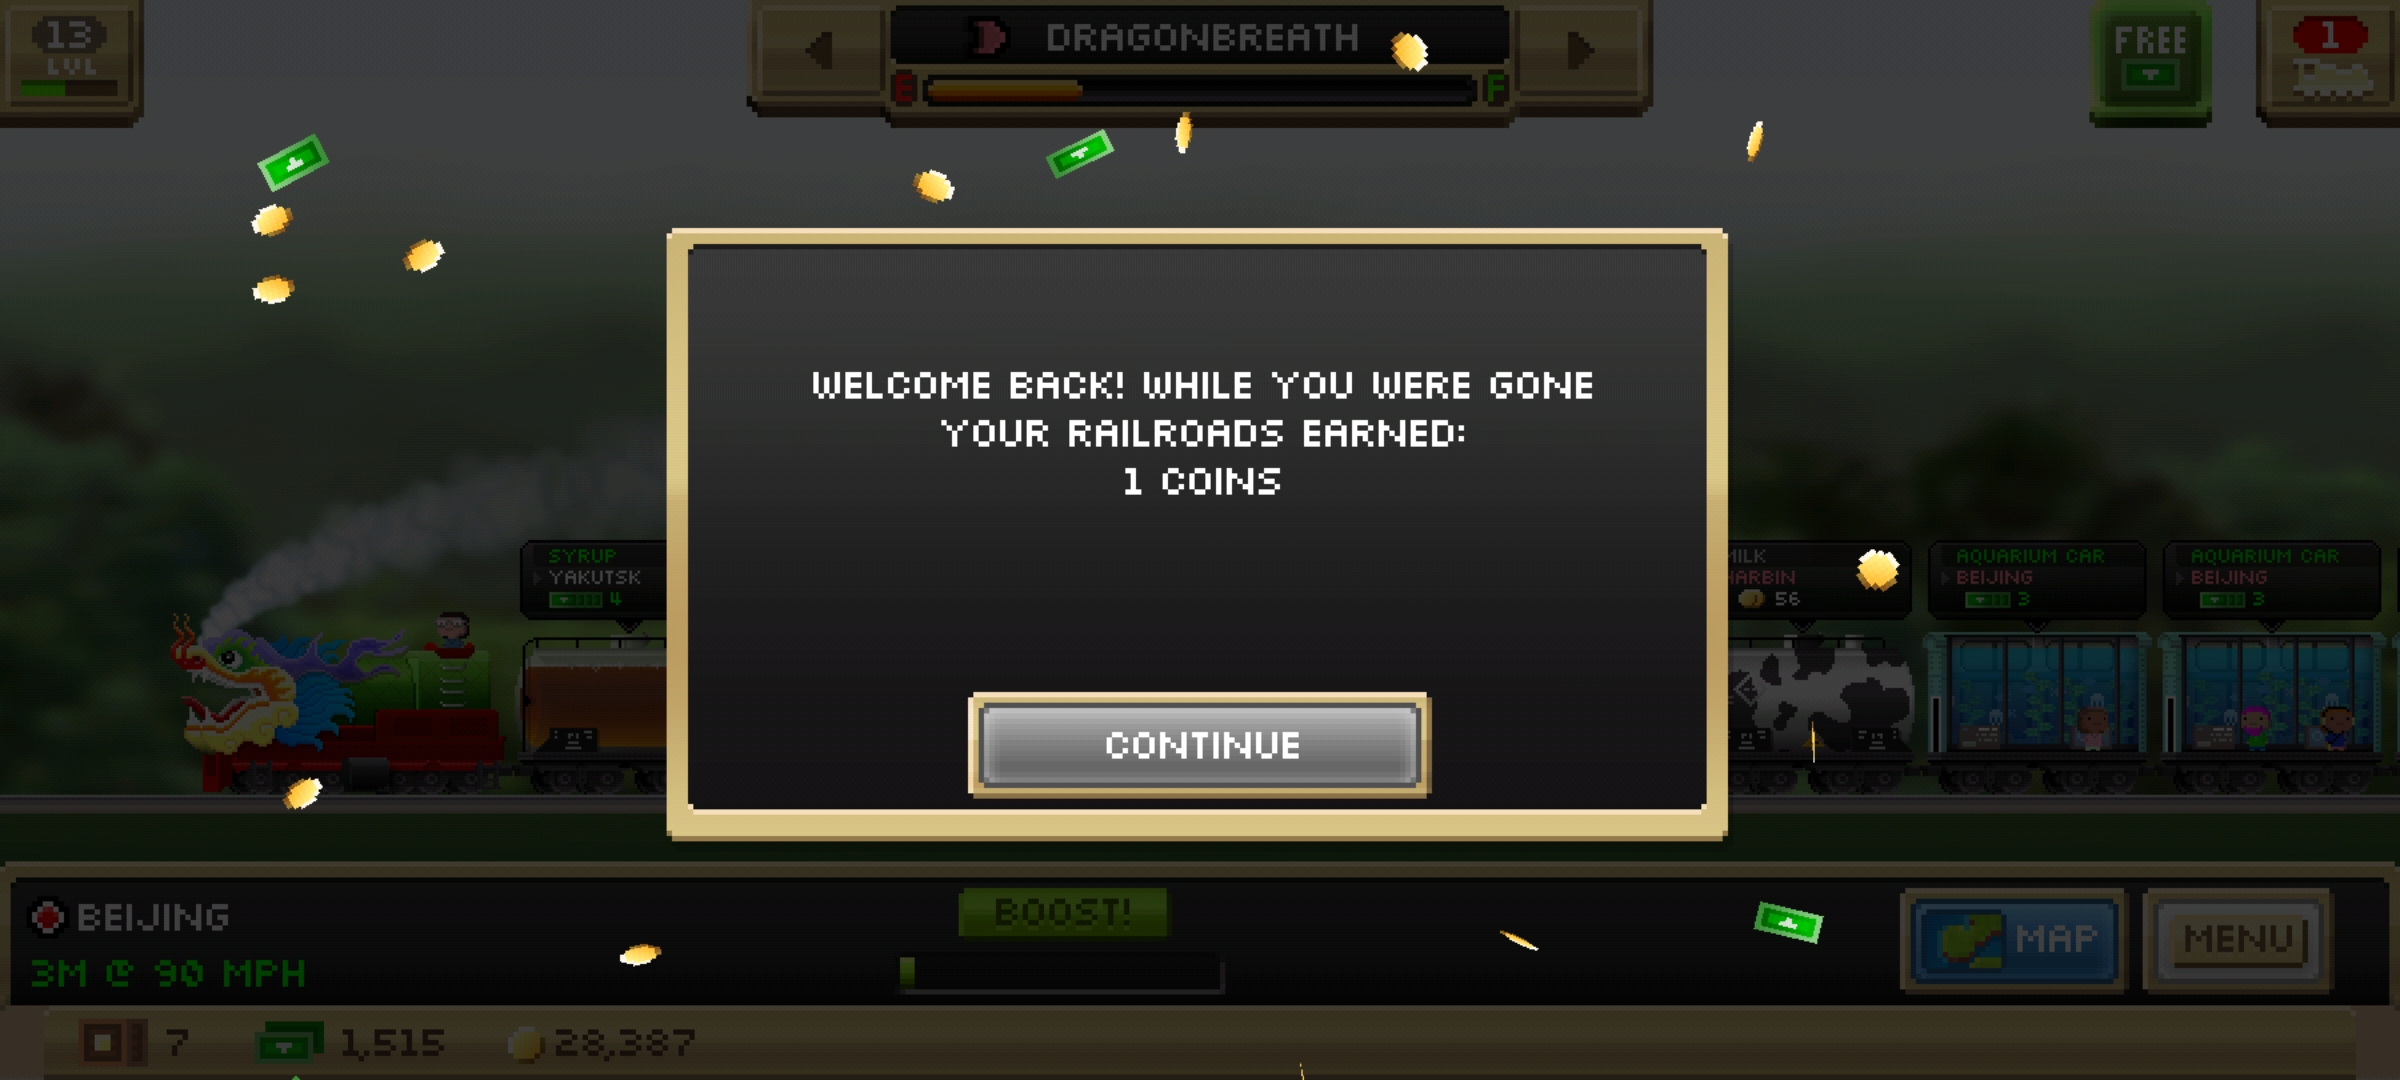 13
LVL
DRAGONBREATH
E F
FREE
1
WELCOME BACK! WHILE YOU WERE GONE
YOUR RAILROADS EARNED:
1 COINS
CONTINUE
SYRUP
YAKUTSK
4
MILK
HARBIN
56
AQUARIUM CAR
BEIJING
3
AQUARIUM CAR
BEIJING
3
BEIJING
3M @ 90 MPH
BOOST!
MAP
MENU
7
1,515
28,387